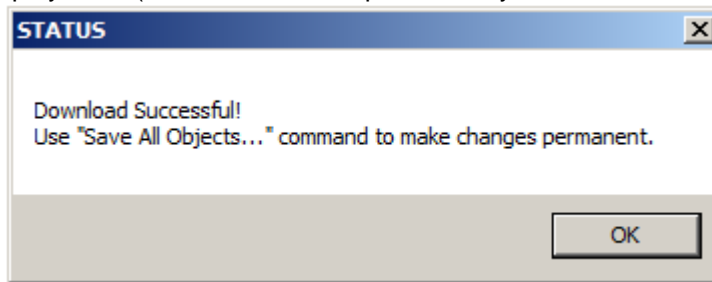 STATUS
Download Successful!
Use "Save All Objects..." command to make changes permanent.
OK